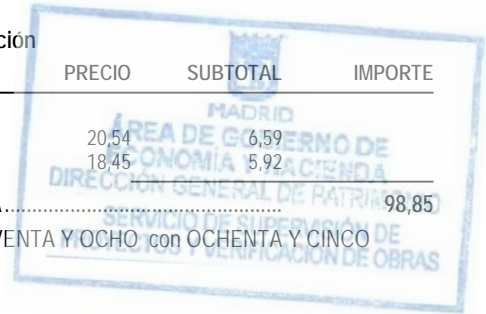 ción
PRECIO SUBTOTAL IMPORTE
MADRID
20,54 6,59
ÁREA DE GOBIERNO DE
18,45 5,92
ECONOMÍA Y HACIENDA
DIRECCIÓN GENERAL DE PATRIMONIO
A.................................................... 98,85
SERVICIO DE SUPERVISIÓN DE
VENTA Y OCHO con OCHENTA Y CINCO
PROYECTOS Y VERIFICACIÓN DE OBRAS